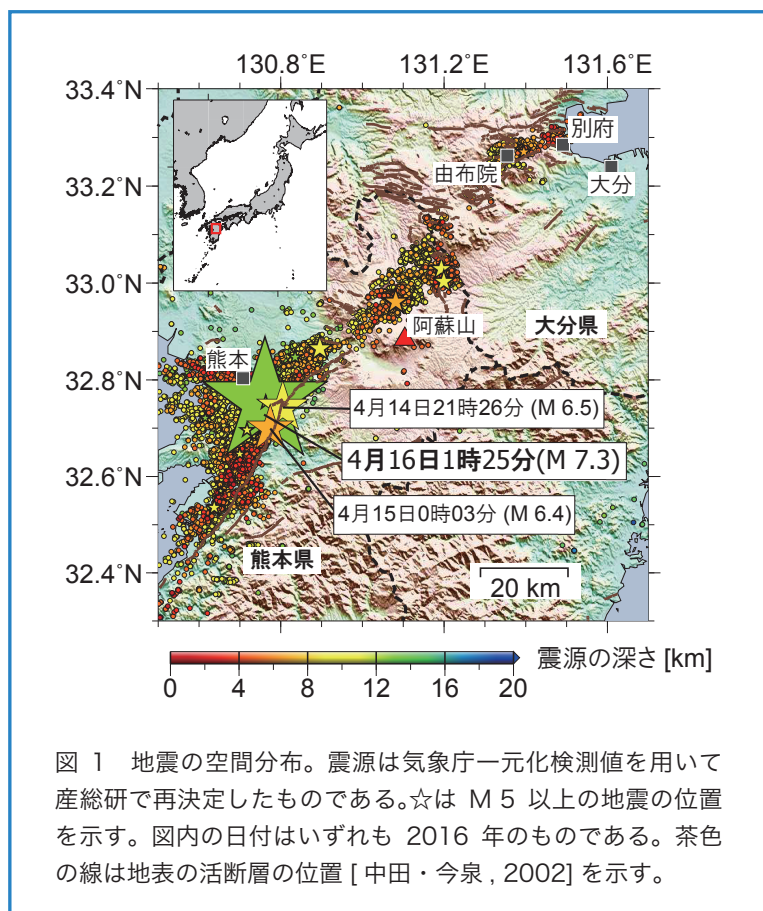 130.8˚E 131.2˚E 131.6˚E
33.4˚N
別府
由布院
33.2˚N
大分
33.0˚N
阿蘇山
大分県
熊本
32.8˚N
4月14日21時26分 (M 6.5)
4月16日1時25分(M 7.3)
32.6˚N
4月15日0時03分 (M 6.4)
熊本県
32.4˚N
20 km
震源の深さ [km]
0 4 8 12 16 20
図 1 地震の空間分布。震源は気象庁一元化検測値を用いて
産総研で再決定したものである。☆は M 5 以上の地震の位置
を示す。図内の日付はいずれも 2016 年のものである。茶色
の線は地表の活断層の位置 [ 中田・今泉 , 2002] を示す。